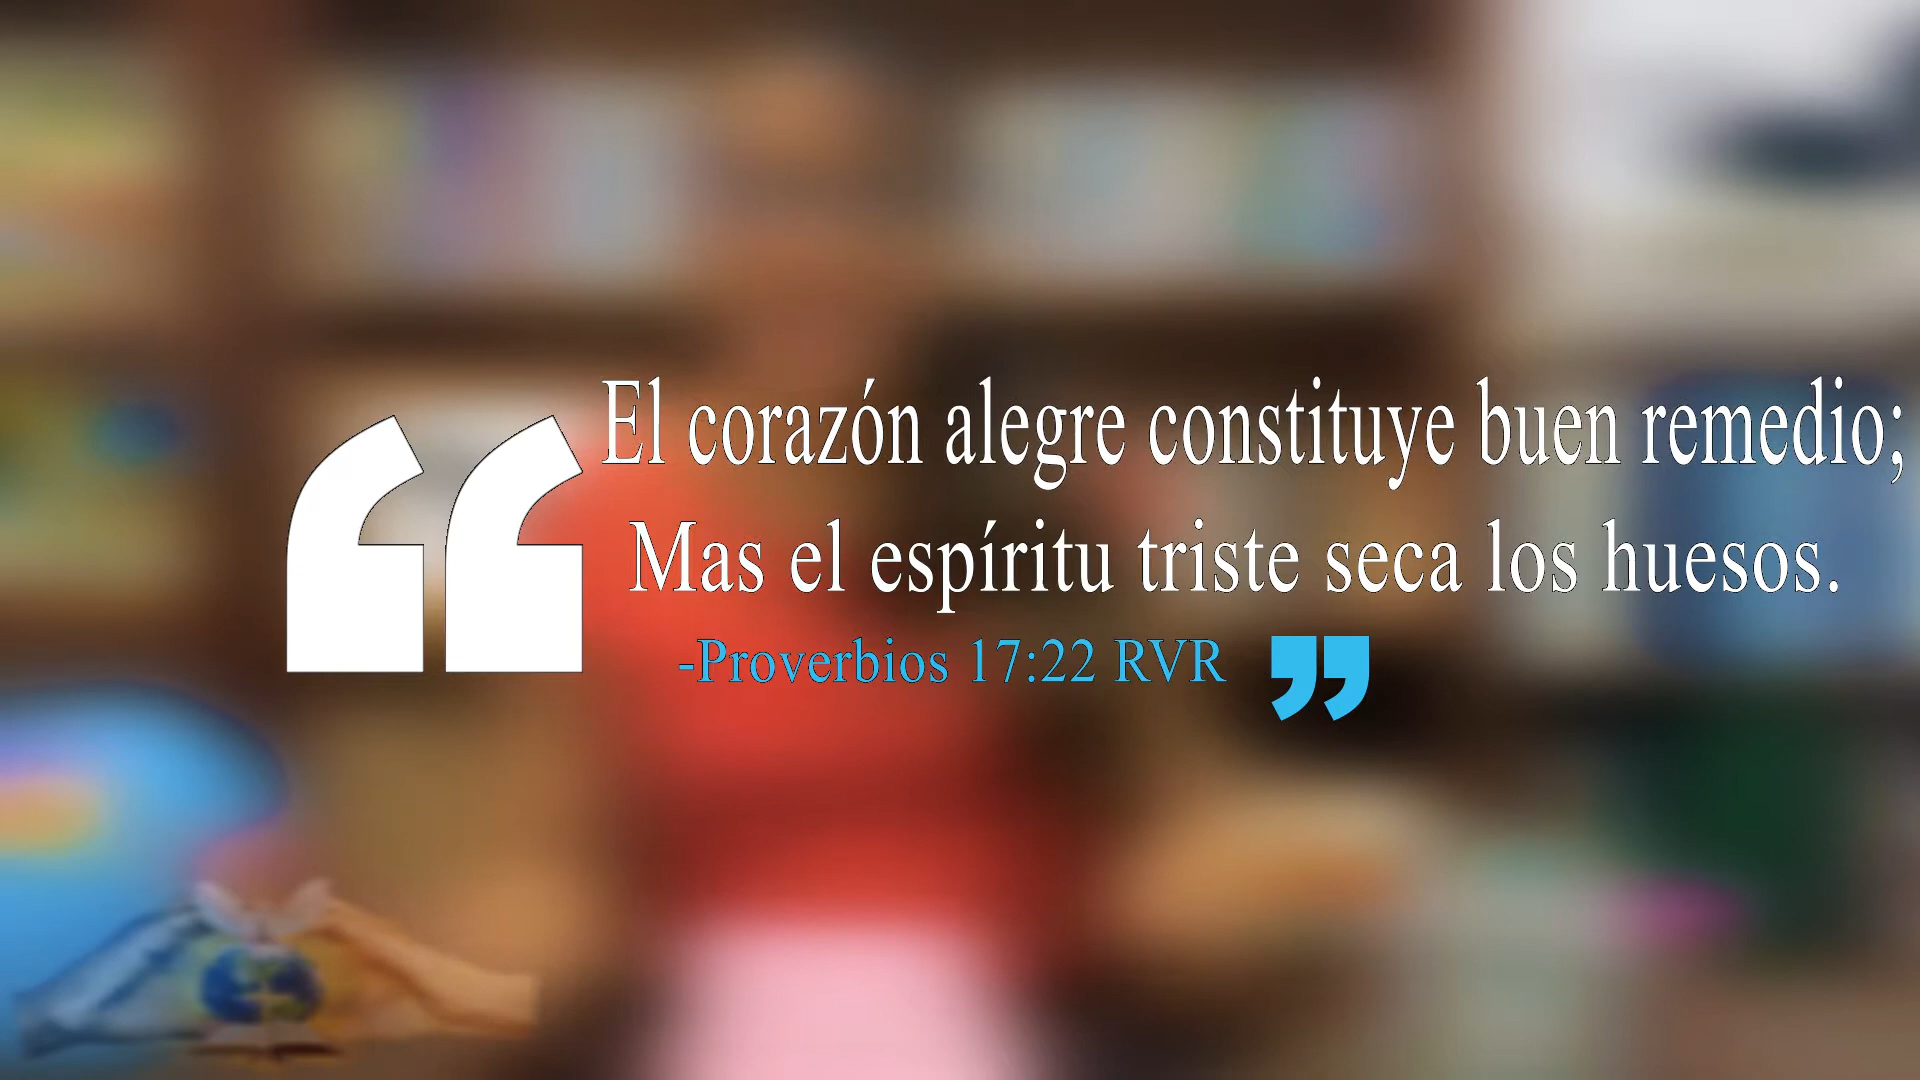 “El corazón alegre constituye buen remedio;
Mas el espíritu triste seca los huesos.
-Proverbios 17:22 RVR ”